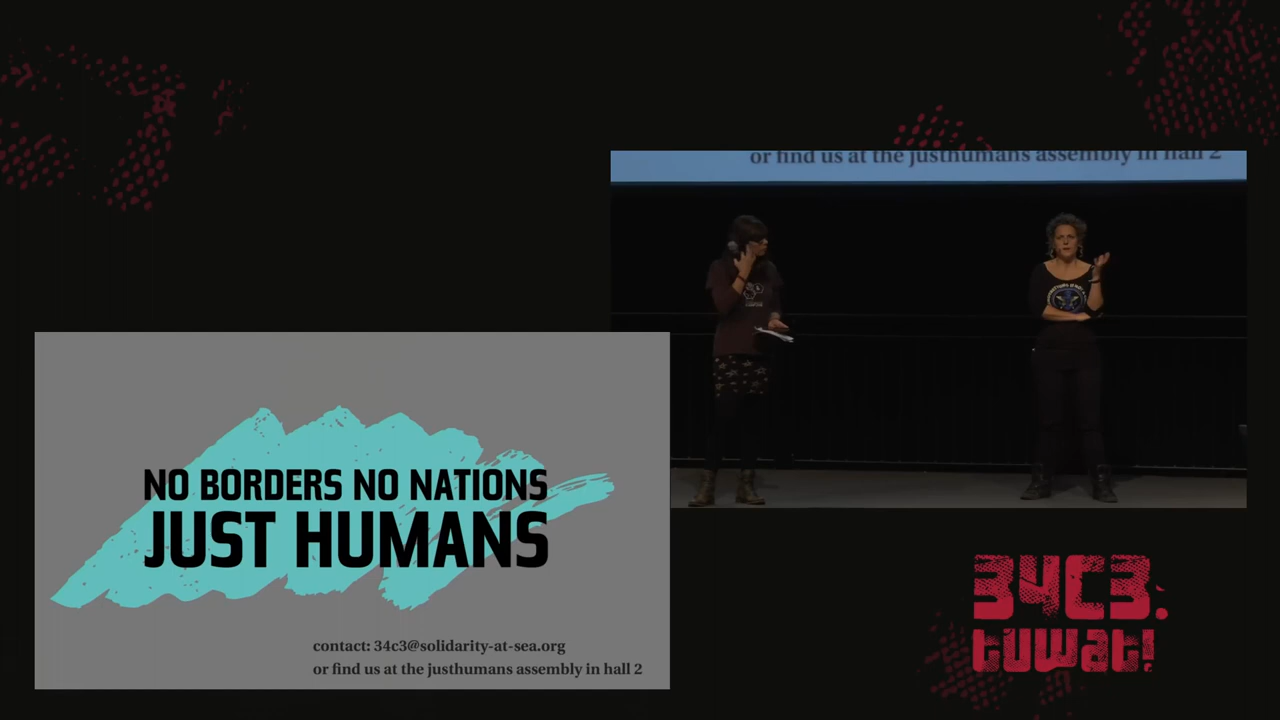 or find us at the justhumans assembly in hall 2
NO BORDERS NO NATIONS
JUST HUMANS
contact: 34c3@solidarity-at-sea.org
or find us at the justhumans assembly in hall 2
34C3.
tuwat!